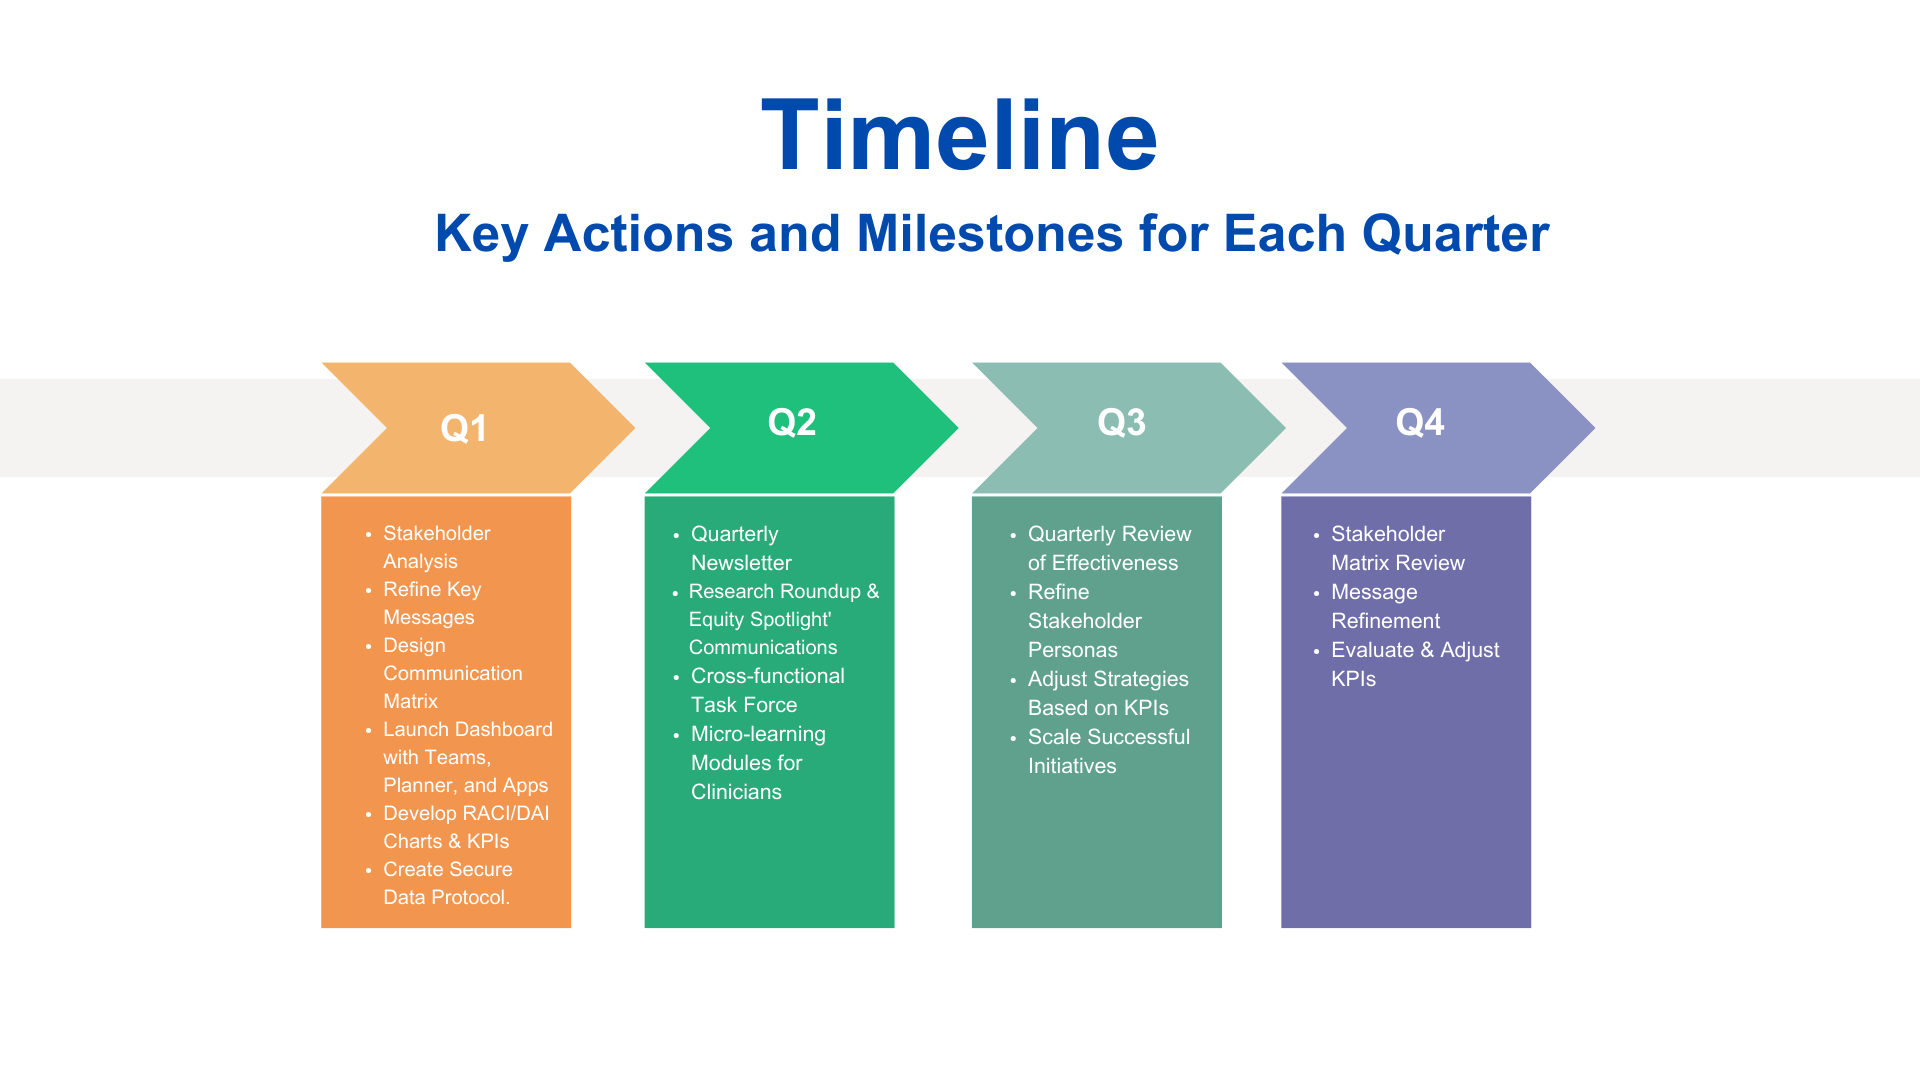 Timeline
Key Actions and Milestones for Each Quarter
Q1
Q2
Q3
Q4
• Stakeholder
Analysis
• Refine Key
Messages
• Design
Communication
Matrix
• Launch Dashboard
with Teams,
Planner, and Apps
• Develop RACI/DAI
Charts & KPIs
• Create Secure
Data Protocol.
• Quarterly
Newsletter
• Research Roundup &
Equity Spotlight'
Communications
• Cross-functional
Task Force
• Micro-learning
Modules for
Clinicians
• Quarterly Review
of Effectiveness
• Refine
Stakeholder
Personas
• Adjust Strategies
Based on KPIs
• Scale Successful
Initiatives
• Stakeholder
Matrix Review
• Message
Refinement
• Evaluate & Adjust
KPIs